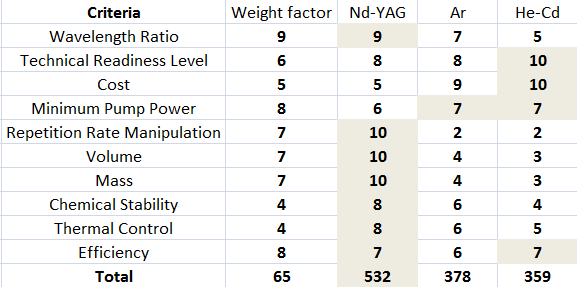 Criteria Weight factor Nd-YAG Ar He-Cd
Wavelength Ratio 9 9 7 5
Technical Readiness Level 6 8 8 10
Cost 5 5 9 10
Minimum Pump Power 8 6 7 7
Repetition Rate Manipulation 7 10 2 2
Volume 7 10 4 3
Mass 7 10 4 3
Chemical Stability 4 8 6 4
Thermal Control 4 8 6 5
Efficiency 8 7 6 7
Total 65 532 378 359